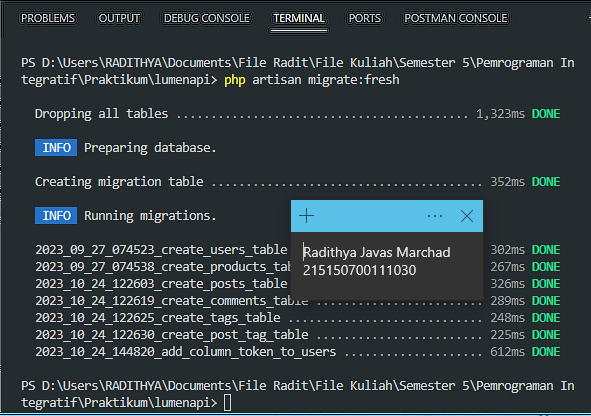 PROBLEMS OUTPUT DEBUG CONSOLE TERMINAL PORTS POSTMAN CONSOLE
PS D:\Users\RADITHYA\Documents\File Radit\File Kuliah\Semester 5\Pemrograman In
tegratif\Praktikum\lumenapi> php artisan migrate:fresh
Dropping all tables ......................................... 1,323ms DONE
INFO Preparing database.
Creating migration table ...................................... 352ms DONE
INFO Running migrations.
Radithya Javas Marchad
215150700111030
2023_09_27_074523_create_users_table 302ms DONE
2023_09_27_074538_create_products_tab 267ms DONE
2023_10_24_122603_create_posts_table 326ms DONE
2023_10_24_122619_create_comments_table ....................... 289ms DONE
2023_10_24_122625_create_tags_table ........................... 248ms DONE
2023_10_24_122630_create_post_tag_table ....................... 225ms DONE
2023_10_24_144820_add_column_token_to_users ................... 612ms DONE
PS D:\Users\RADITHYA\Documents\File Radit\File Kuliah\Semester 5\Pemrograman In
tegratif\Praktikum\lumenapi>